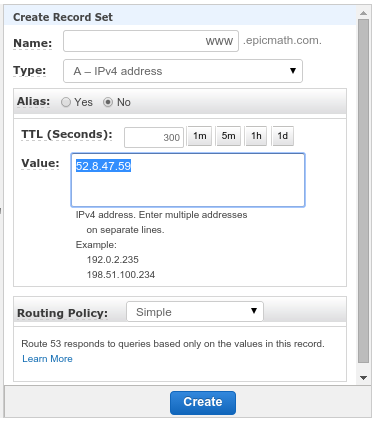 Create Record Set
Name: www .epicmath.com.
Type: A – IPv4 address
Alias: Yes No
TTL (Seconds): 300 1m 5m 1h 1d
Value: 52.8.47.59
IPv4 address. Enter multiple addresses
on separate lines.
Example:
192.0.2.235
198.51.100.234
Routing Policy: Simple
Route 53 responds to queries based only on the values in this record.
Learn More
Create